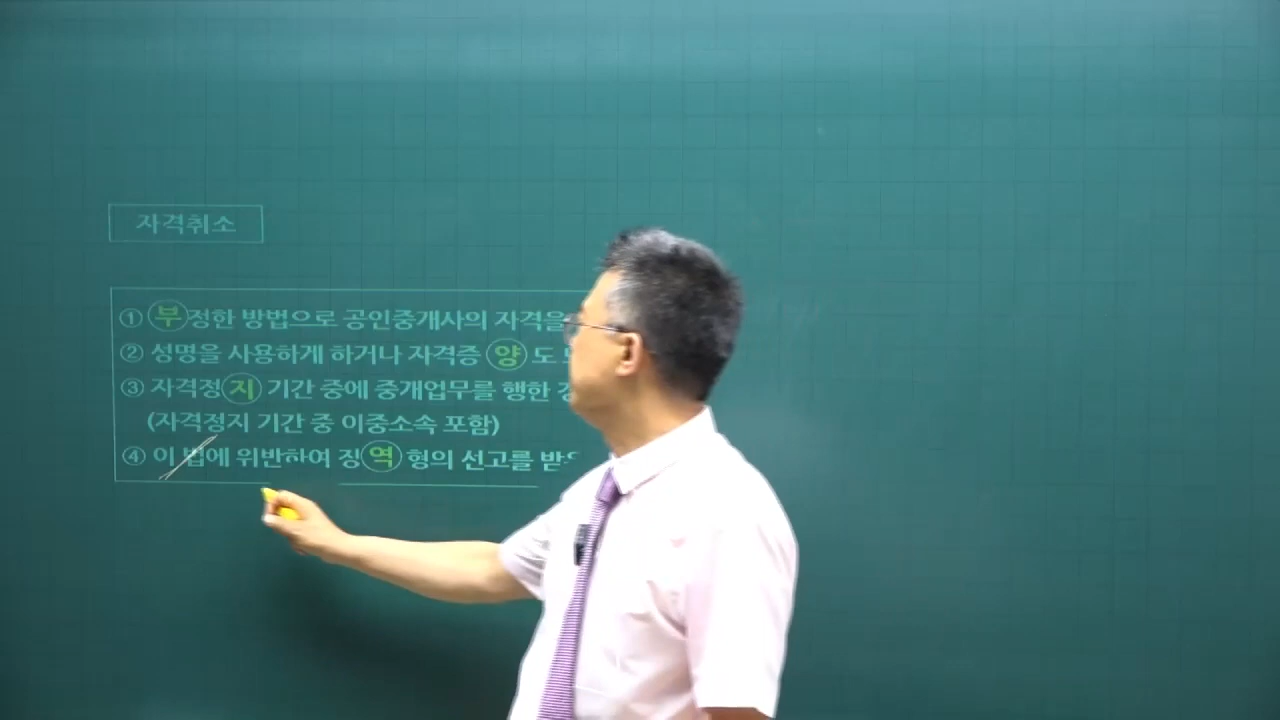 자격취소
① 부정한 방법으로 공인중개사의 자격을
② 성명을 사용하게 하거나 자격증 양도
③ 자격정지 기간 중에 중개업무를 행한
(자격정지 기간 중 이중소속 포함)
④ 이 법에 위반하여 징역형의 선고를